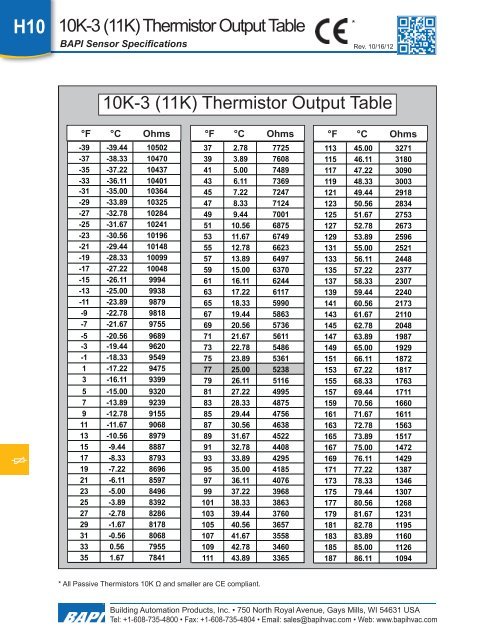 H10
10K-3 (11K) Thermistor Output Table
BAPI Sensor Specifications
CE *
Rev. 10/16/12
10K-3 (11K) Thermistor Output Table
°F °C Ohms °F °C Ohms °F °C Ohms
-39 -39.44 10502 37 2.78 7725 113 45.00 3271
-37 -38.33 10470 39 3.89 7608 115 46.11 3180
-35 -37.22 10437 41 5.00 7489 117 47.22 3090
-33 -36.11 10401 43 6.11 7369 119 48.33 3003
-31 -35.00 10364 45 7.22 7247 121 49.44 2918
-29 -33.89 10325 47 8.33 7124 123 50.56 2834
-27 -32.78 10284 49 9.44 7001 125 51.67 2753
-25 -31.67 10241 51 10.56 6875 127 52.78 2673
-23 -30.56 10196 53 11.67 6749 129 53.89 2596
-21 -29.44 10148 55 12.78 6623 131 55.00 2521
-19 -28.33 10099 57 13.89 6497 133 56.11 2448
-17 -27.22 10048 59 15.00 6370 135 57.22 2377
-15 -26.11 9994 61 16.11 6244 137 58.33 2307
-13 -25.00 9938 63 17.22 6117 139 59.44 2240
-11 -23.89 9879 65 18.33 5990 141 60.56 2173
-9 -22.78 9818 67 19.44 5863 143 61.67 2110
-7 -21.67 9755 69 20.56 5736 145 62.78 2048
-5 -20.56 9689 71 21.67 5611 147 63.89 1987
-3 -19.44 9620 73 22.78 5486 149 65.00 1929
-1 -18.33 9549 75 23.89 5361 151 66.11 1872
1 -17.22 9475 77 25.00 5238 153 67.22 1817
3 -16.11 9399 79 26.11 5116 155 68.33 1763
5 -15.00 9320 81 27.22 4995 157 69.44 1711
7 -13.89 9239 83 28.33 4875 159 70.56 1660
9 -12.78 9155 85 29.44 4756 161 71.67 1611
11 -11.67 9068 87 30.56 4638 163 72.78 1563
13 -10.56 8979 89 31.67 4522 165 73.89 1517
15 -9.44 8887 91 32.78 4408 167 75.00 1472
17 -8.33 8793 93 33.89 4295 169 76.11 1429
19 -7.22 8696 95 35.00 4185 171 77.22 1387
21 -6.11 8597 97 36.11 4076 173 78.33 1346
23 -5.00 8496 99 37.22 3968 175 79.44 1307
25 -3.89 8392 101 38.33 3863 177 80.56 1268
27 -2.78 8286 103 39.44 3760 179 81.67 1231
29 -1.67 8178 105 40.56 3657 181 82.78 1195
31 -0.56 8068 107 41.67 3558 183 83.89 1160
33 0.56 7955 109 42.78 3460 185 85.00 1126
35 1.67 7841 111 43.89 3365 187 86.11 1094
* All Passive Thermistors 10K Ω and smaller are CE compliant.
BAPI
Building Automation Products, Inc. • 750 North Royal Avenue, Gays Mills, WI 54631 USA
Tel: +1-608-735-4800 • Fax: +1-608-735-4804 • Email: sales@bapihvac.com • Web: www.bapihvac.com